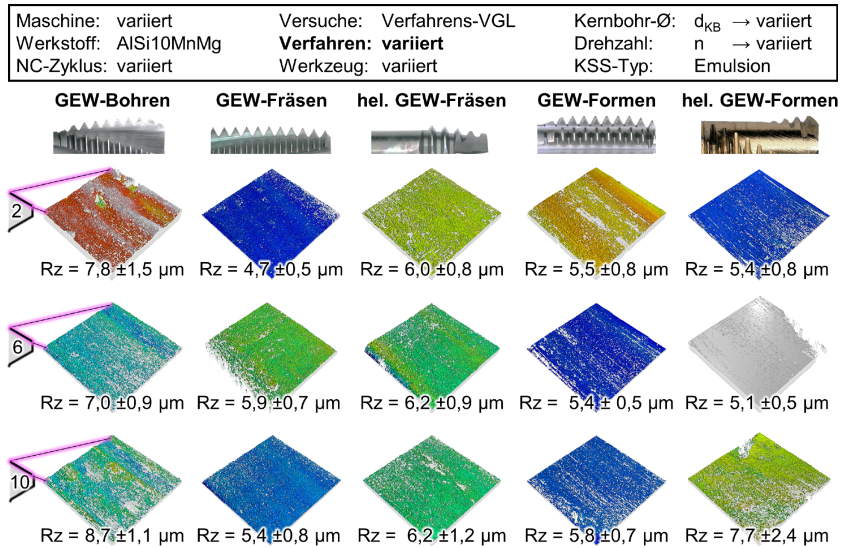 Maschine: variiert Versuche: Verfahrens-VGL Kernbohr-Ø: dKB → variiert
Werkstoff: AlSi10MnMg Verfahren: variiert Drehzahl: n → variiert
NC-Zyklus: variiert Werkzeug: variiert KSS-Typ: Emulsion
GEW-Bohren GEW-Fräsen hel. GEW-Fräsen GEW-Formen hel. GEW-Formen
2
Rz = 7,8 ±1,5 µm Rz = 4,7 ±0,5 µm Rz = 6,0 ±0,8 µm Rz = 5,5 ±0,8 µm Rz = 5,4 ±0,8 µm
6
Rz = 7,0 ±0,9 µm Rz = 5,9 ±0,7 µm Rz = 6,2 ±0,9 µm Rz = 5,4 ± 0,5 µm Rz = 5,1 ±0,5 µm
10
Rz = 8,7 ±1,1 µm Rz = 5,4 ±0,8 µm Rz = 6,2 ±1,2 µm Rz = 5,8 ±0,7 µm Rz = 7,7 ±2,4 µm